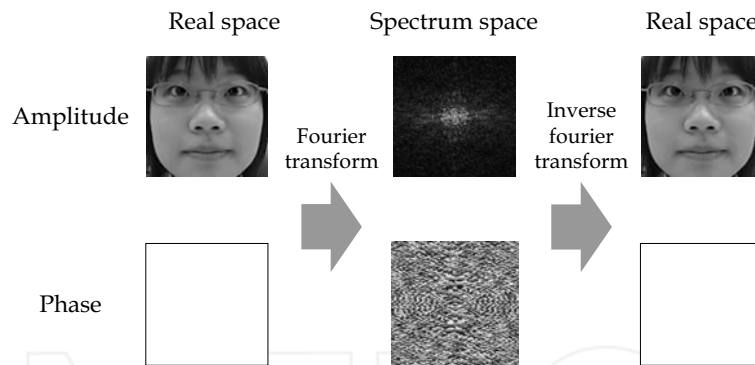 Real space
Spectrum space
Real space
Amplitude
Fourier
transform
Inverse
fourier
transform
Phase